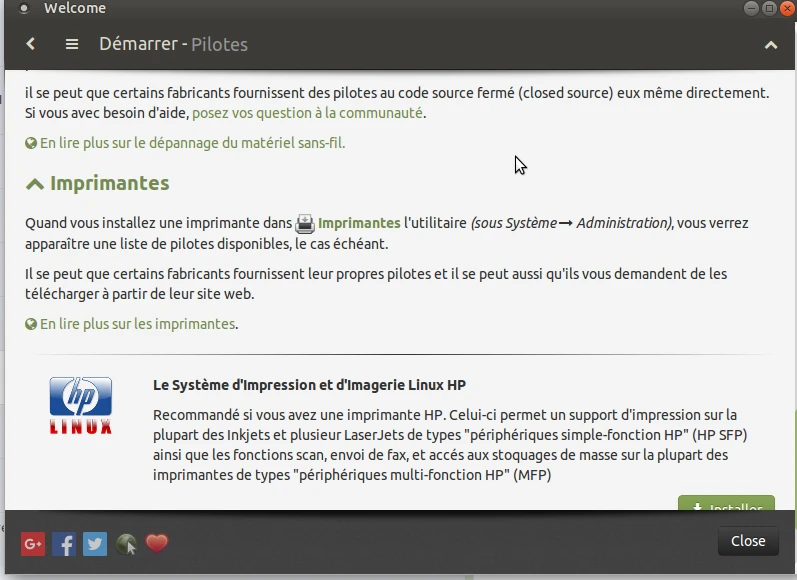 Welcome
Démarrer - Pilotes
il se peut que certains fabricants fournissent des pilotes au code source fermé (closed source) eux même directement.
Si vous avec besoin d'aide, posez vos question à la communauté.
En lire plus sur le dépannage du matériel sans-fil.
Imprimantes
Quand vous installez une imprimante dans Imprimantes l'utilitaire (sous Système→ Administration), vous verrez
apparaître une liste de pilotes disponibles, le cas échéant.
Il se peut que certains fabricants fournissent leur propres pilotes et il se peut aussi qu'ils vous demandent de les
télécharger à partir de leur site web.
En lire plus sur les imprimantes.
hp
LINUX
Le Système d'Impression et d'Imagerie Linux HP
Recommandé si vous avez une imprimante HP. Celui-ci permet un support d'impression sur la
plupart des Inkjets et plusieur LaserJets de types "périphériques simple-fonction HP" (HP SFP)
ainsi que les fonctions scan, envoi de fax, et accés aux stoquages de masse sur la plupart des
imprimantes de types "périphériques multi-fonction HP" (MFP)
Installer
G+
Close